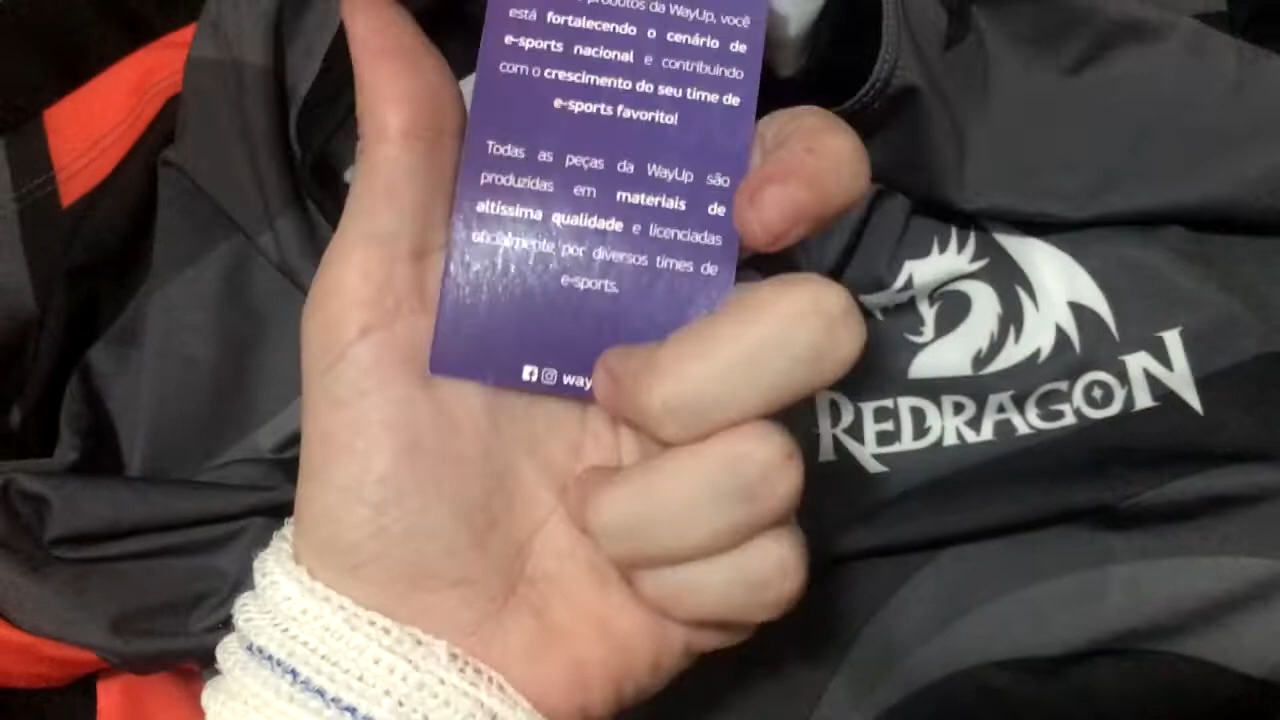 produtos da WayUp, você
está fortalecendo o cenário de
e-sports nacional e contribuindo
com o crescimento do seu time de
e-sports favorito!
Todas as peças da WayUp são
produzidas em materiais de
altíssima qualidade e licenciadas
oficialmente por diversos times de
e-sports.
way
REDRAGON